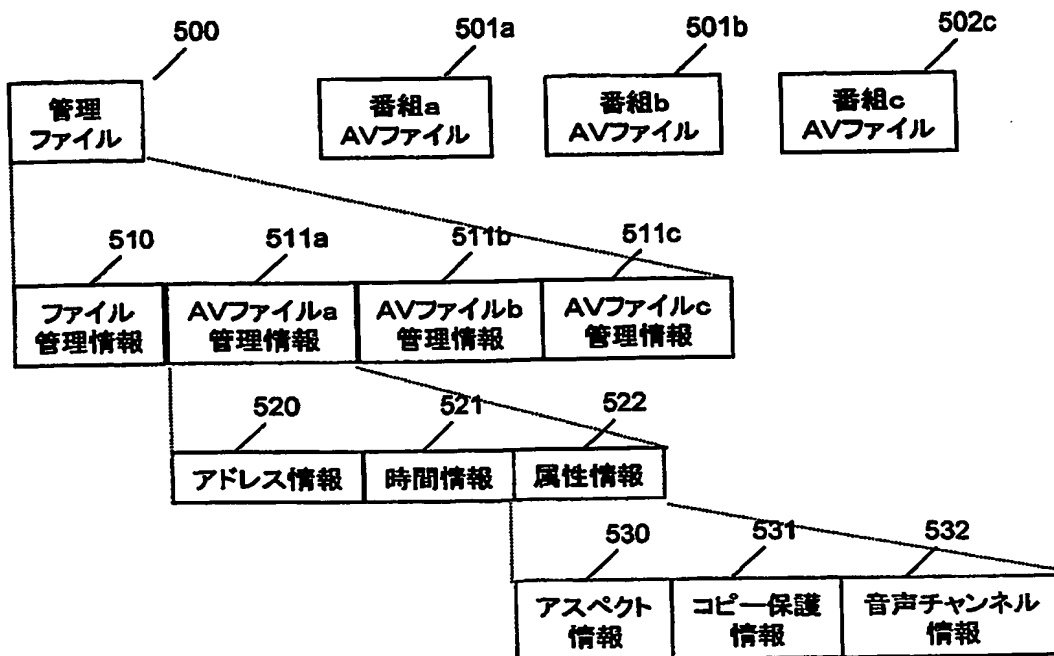 500
501a
501b
502c
管理
ファイル
番組a
AVファイル
番組b
AVファイル
番組c
AVファイル
510
511a
511b
511c
ファイル
管理情報
AVファイルa
管理情報
AVファイルb
管理情報
AVファイルc
管理情報
520
521
522
アドレス情報
時間情報
属性情報
530
531
532
アスペクト
情報
コピー保護
情報
音声チャンネル
情報